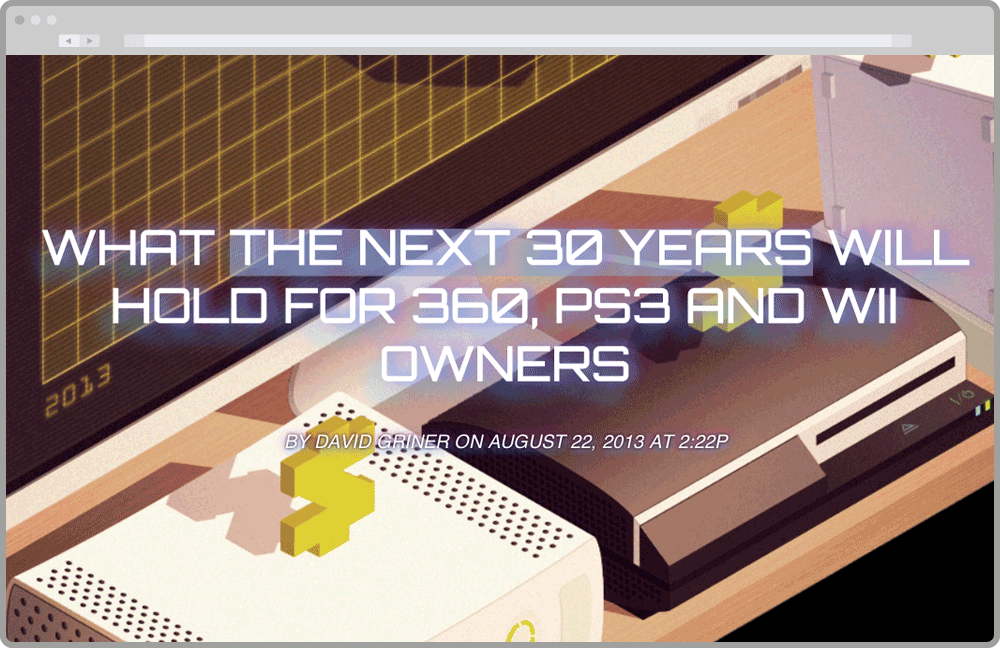 WHAT THE NEXT 30 YEARS WILL
HOLD FOR 360, PS3 AND WII
OWNERS
2013
BY DAVID GRINER ON AUGUST 22, 2013 AT 2:22P
I/